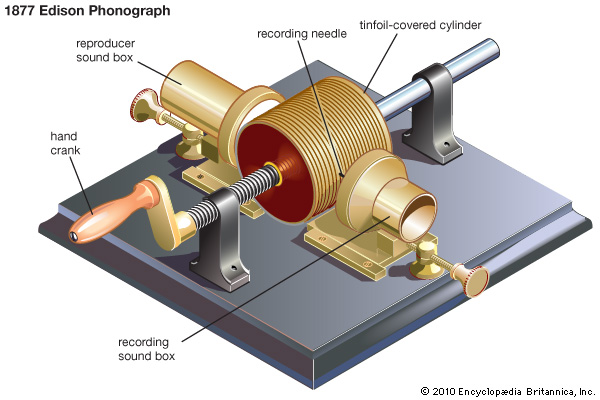 1877 Edison Phonograph
reproducer
sound box
recording needle
tinfoil-covered cylinder
hand
crank
recording
sound box
© 2010 Encyclopædia Britannica, Inc.